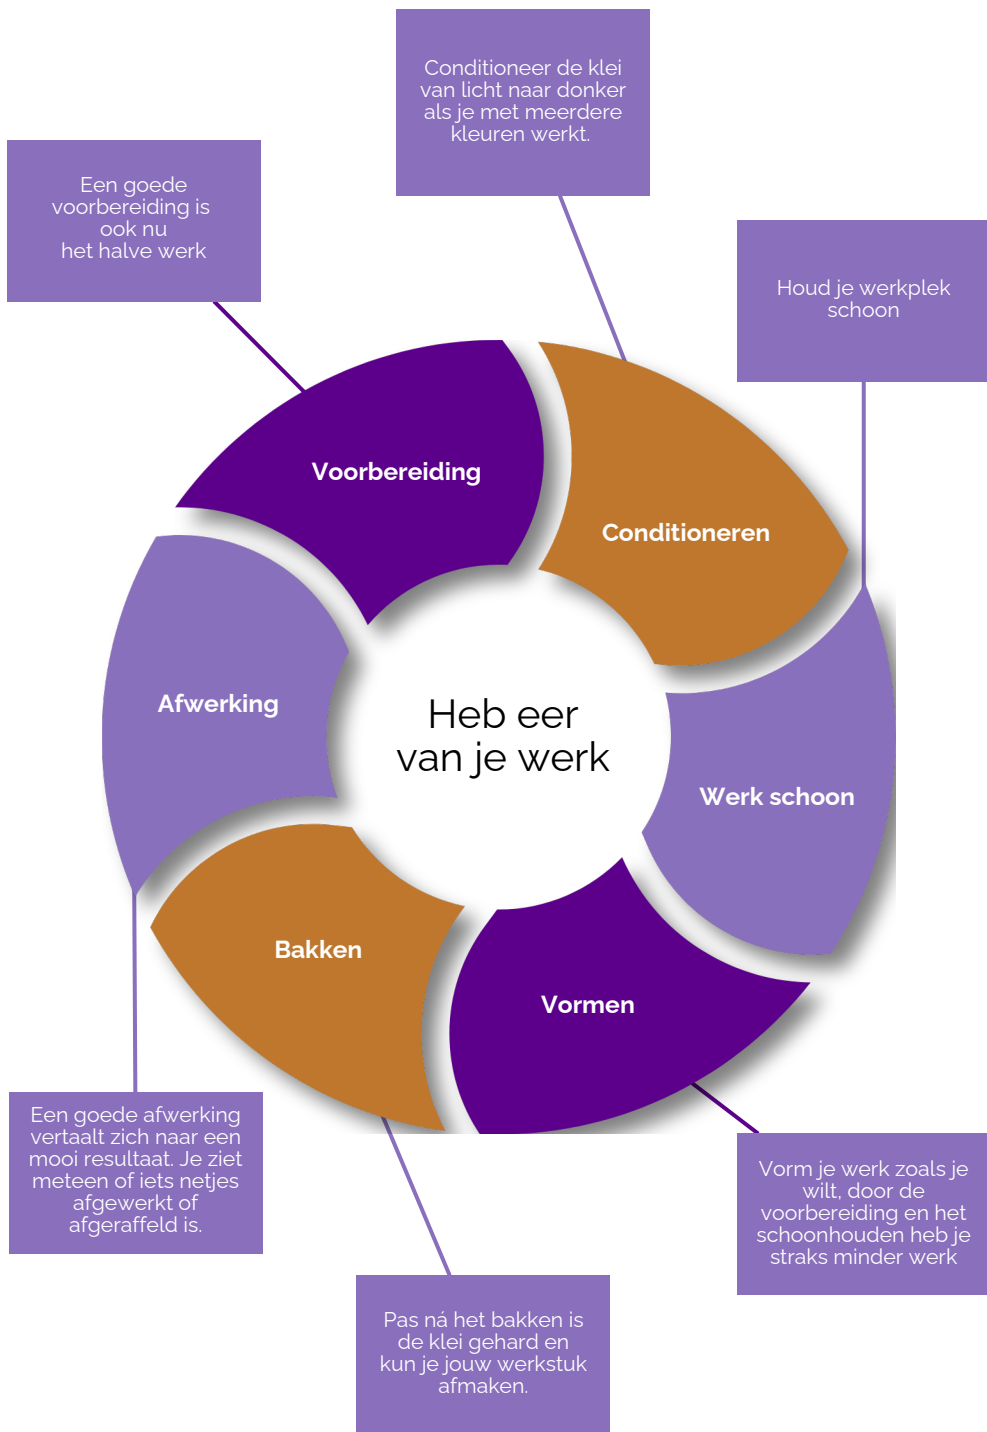 Conditioneer de klei
van licht naar donker
als je met meerdere
kleuren werkt.
Een goede
voorbereiding is
ook nu
het halve werk
Houd je werkplek
schoon
Voorbereiding
Conditioneren
Afwerking
Heb eer
van je werk
Werk schoon
Bakken
Vormen
Een goede afwerking
vertaalt zich naar een
mooi resultaat. Je ziet
meteen of iets netjes
afgewerkt of
afgeraffeld is.
Vorm je werk zoals je
wilt, door de
voorbereiding en het
schoonhouden heb je
straks minder werk
Pas ná het bakken is
de klei gehard en
kun je jouw werkstuk
afmaken.